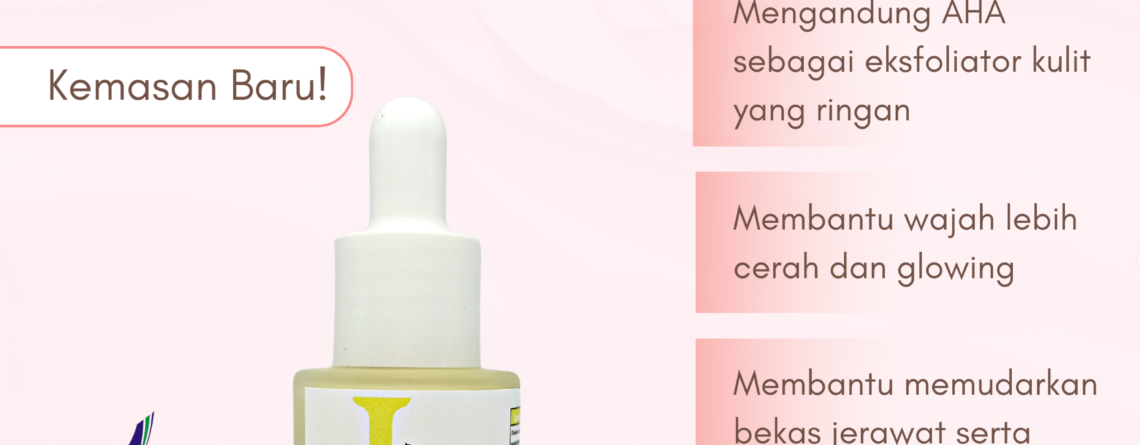 Kemasan Baru!
Mengandung AHA
sebagai eksfoliator kulit
yang ringan
Membantu wajah lebih
cerah dan glowing
Membantu memudarkan
bekas jerawat serta